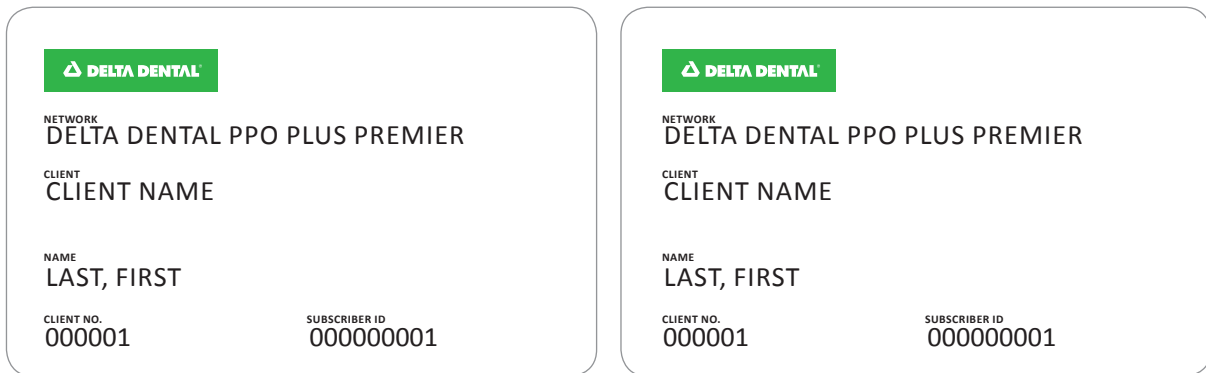 DELTA DENTAL®
NETWORK
DELTA DENTAL PPO PLUS PREMIER
CLIENT
CLIENT NAME
NAME
LAST, FIRST
CLIENT NO. SUBSCRIBER ID
000001 000000001
DELTA DENTAL®
NETWORK
DELTA DENTAL PPO PLUS PREMIER
CLIENT
CLIENT NAME
NAME
LAST, FIRST
CLIENT NO. SUBSCRIBER ID
000001 000000001